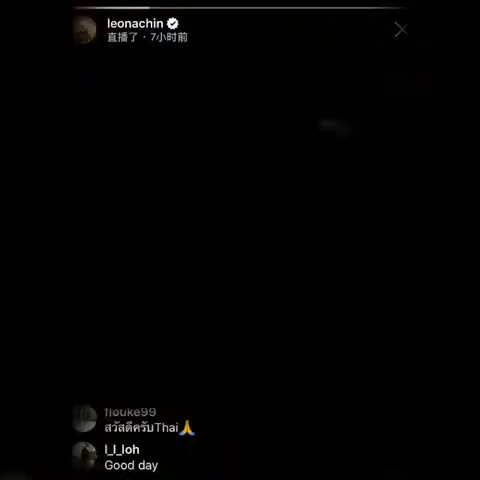 leonachin
直播了 · 7小时前
flouke99
สวัสดีครับThai🙏
l_l_loh
Good day